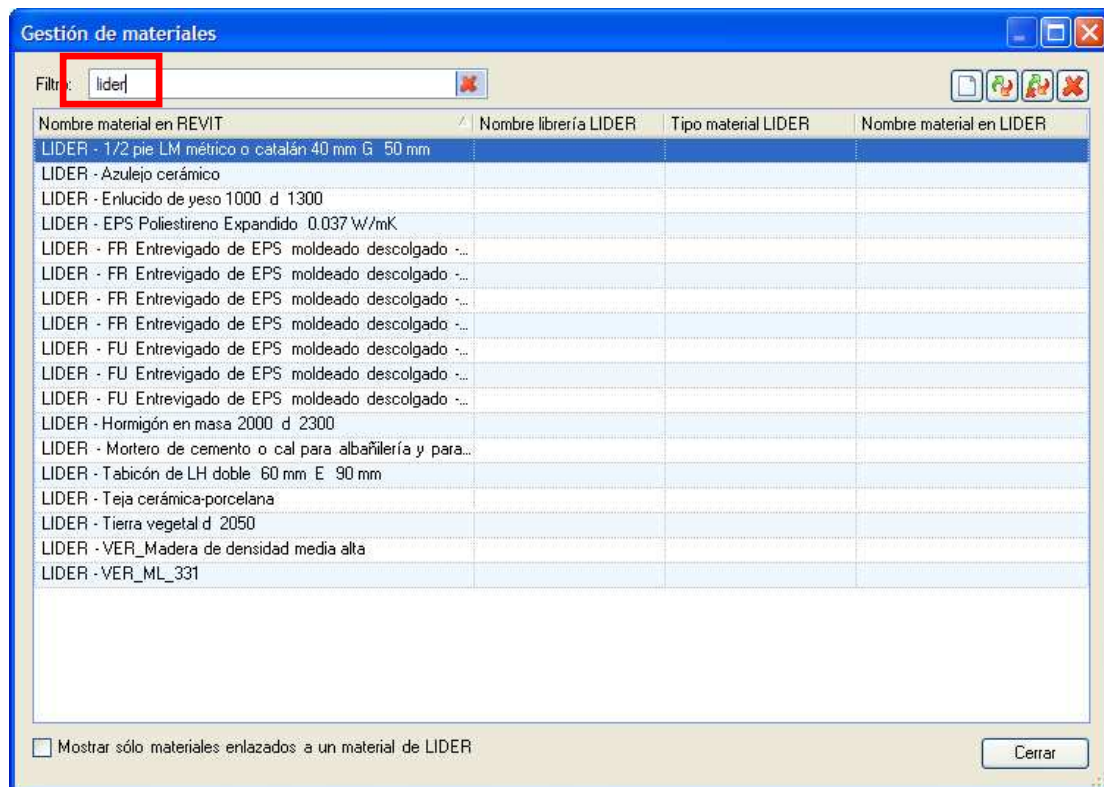 Gestión de materiales
Filtro: lider
Nombre material en REVIT Nombre librería LIDER Tipo material LIDER Nombre material en LIDER
LIDER - 1/2 pie LM métrico o catalán 40 mm G 50 mm
LIDER - Azulejo cerámico
LIDER - Enlucido de yeso 1000 d 1300
LIDER - EPS Poliestireno Expandido 0.037 W/mK
LIDER - FR Entrevigado de EPS moldeado descolgado -...
LIDER - FR Entrevigado de EPS moldeado descolgado -...
LIDER - FR Entrevigado de EPS moldeado descolgado -...
LIDER - FR Entrevigado de EPS moldeado descolgado -...
LIDER - FU Entrevigado de EPS moldeado descolgado -...
LIDER - FU Entrevigado de EPS moldeado descolgado -...
LIDER - FU Entrevigado de EPS moldeado descolgado -...
LIDER - Hormigón en masa 2000 d 2300
LIDER - Mortero de cemento o cal para albañilería y para...
LIDER - Tabicón de LH doble 60 mm E 90 mm
LIDER - Teja cerámica-porcelana
LIDER - Tierra vegetal d 2050
LIDER - VER_Madera de densidad media alta
LIDER - VER_ML_331
Mostrar sólo materiales enlazados a un material de LIDER
Cerrar